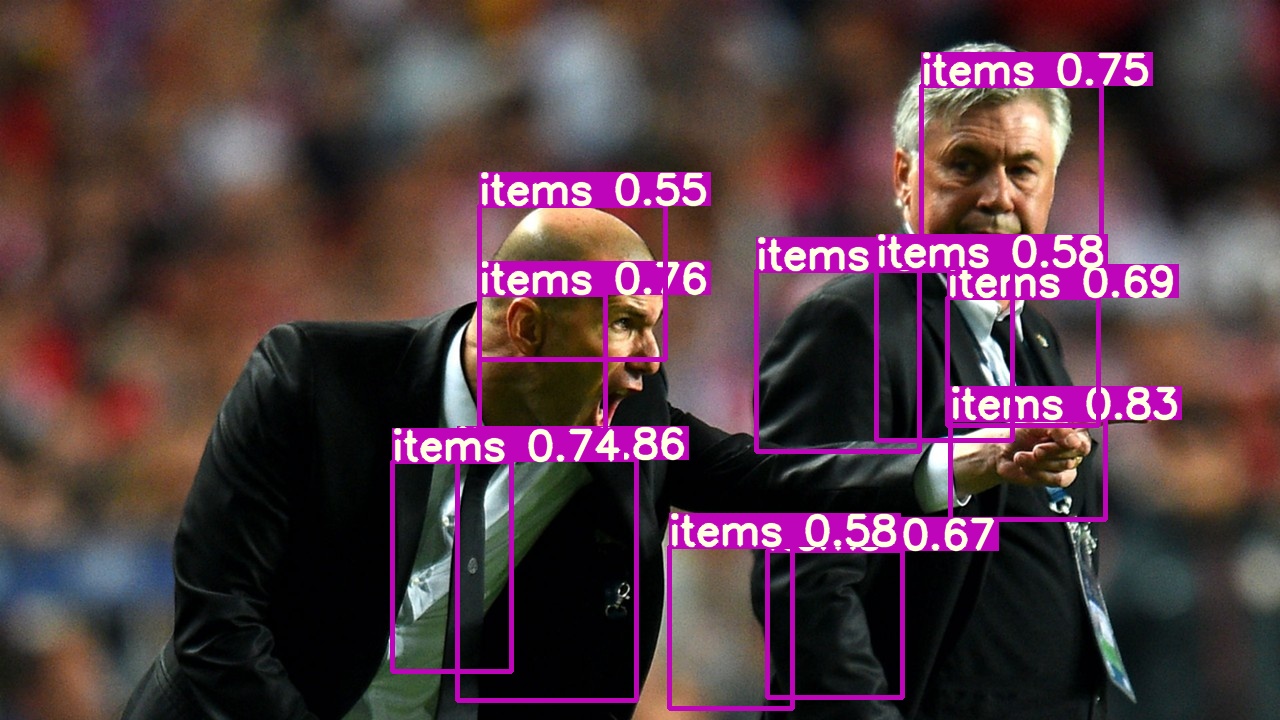 items 0.75
items 0.55
items 0.58
items
items 0.76
items 0.69
items 0.83
items 0.74.86
items 0.58 0.67